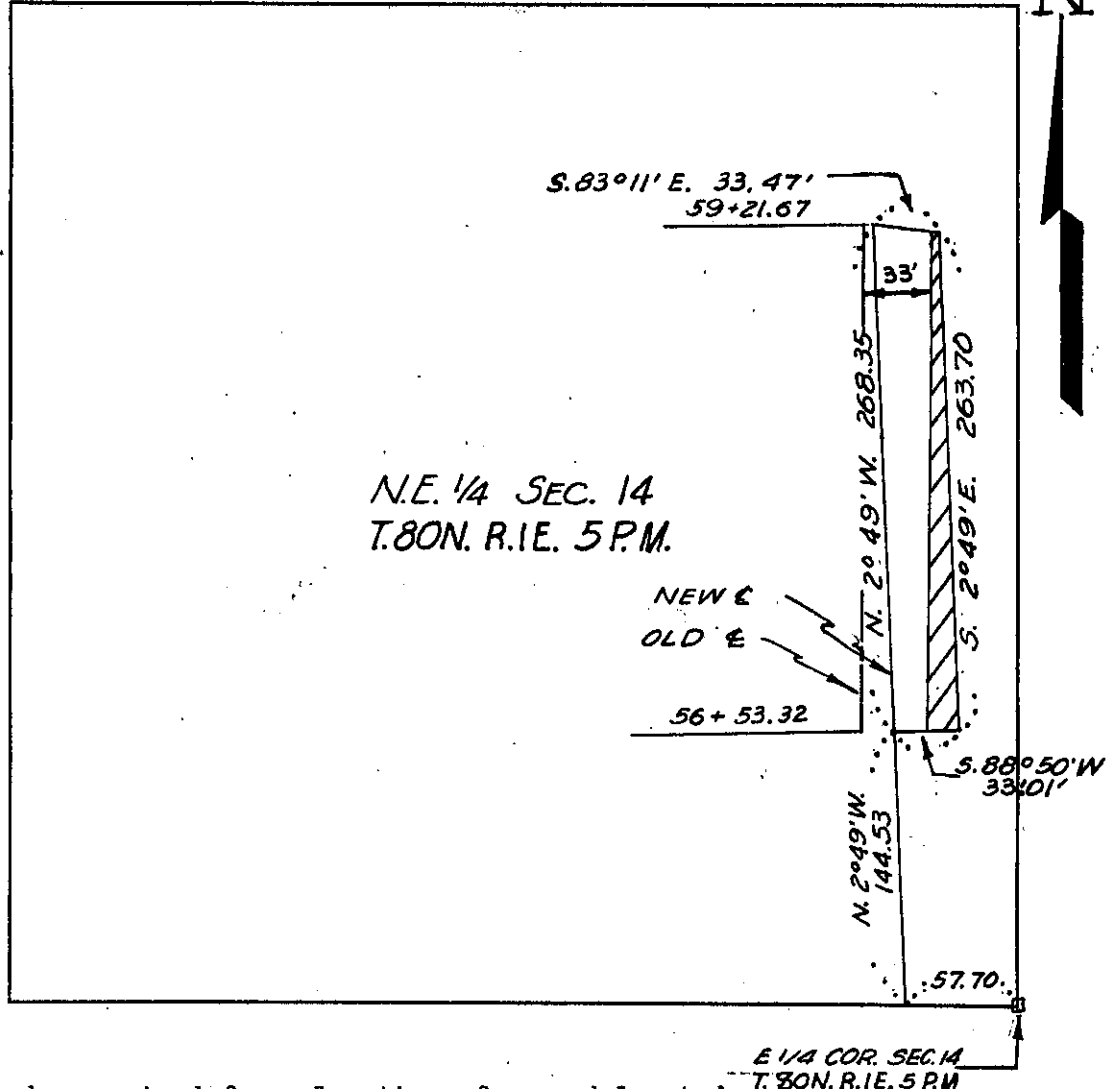 N
S.83°11' E. 33.47'
59+21.67
33'
N. 2° 49' W. 268.35
S. 2°49'E. 263.70
N.E. 1/4 SEC. 14
T.80N. R.1E. 5 P.M.
NEW ℄
OLD ℄
56+53.32
S.88°50'W
33.01'
N. 2°49'W.
144.53
57.70
E 1/4 COR. SEC.14
T.80N. R.1E. 5 P.M